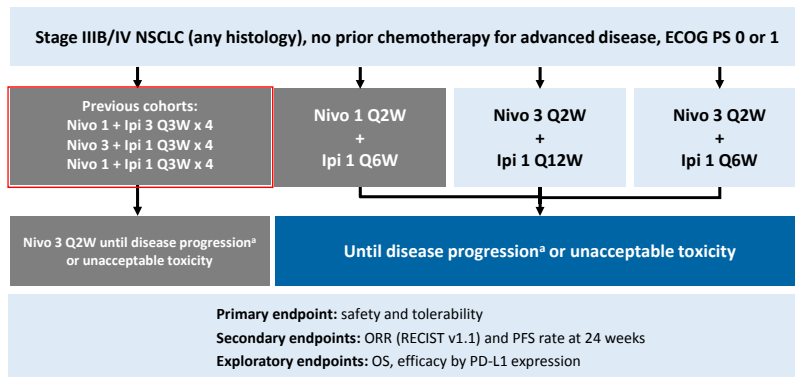 Stage IIIB/IV NSCLC (any histology), no prior chemotherapy for advanced disease, ECOG PS 0 or 1
Previous cohorts:
Nivo 1 + Ipi 3 Q3W x 4
Nivo 3 + Ipi 1 Q3W x 4
Nivo 1 + Ipi 1 Q3W x 4
Nivo 1 Q2W
+
Ipi 1 Q6W
Nivo 3 Q2W
+
Ipi 1 Q12W
Nivo 3 Q2W
+
Ipi 1 Q6W
Nivo 3 Q2W until disease progressionᵃ
or unacceptable toxicity
Until disease progressionᵃ or unacceptable toxicity
Primary endpoint: safety and tolerability
Secondary endpoints: ORR (RECIST v1.1) and PFS rate at 24 weeks
Exploratory endpoints: OS, efficacy by PD-L1 expression